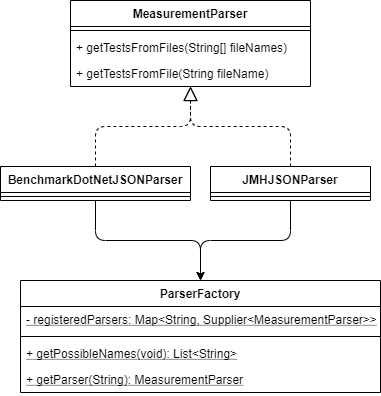 MeasurementParser
+ getTestsFromFiles(String[] fileNames)
+ getTestsFromFile(String fileName)
BenchmarkDotNetJSONParser
JMHJSONParser
ParserFactory
- registeredParsers: Map<String, Supplier<MeasurementParser>>
+ getPossibleNames(void): List<String>
+ getParser(String): MeasurementParser